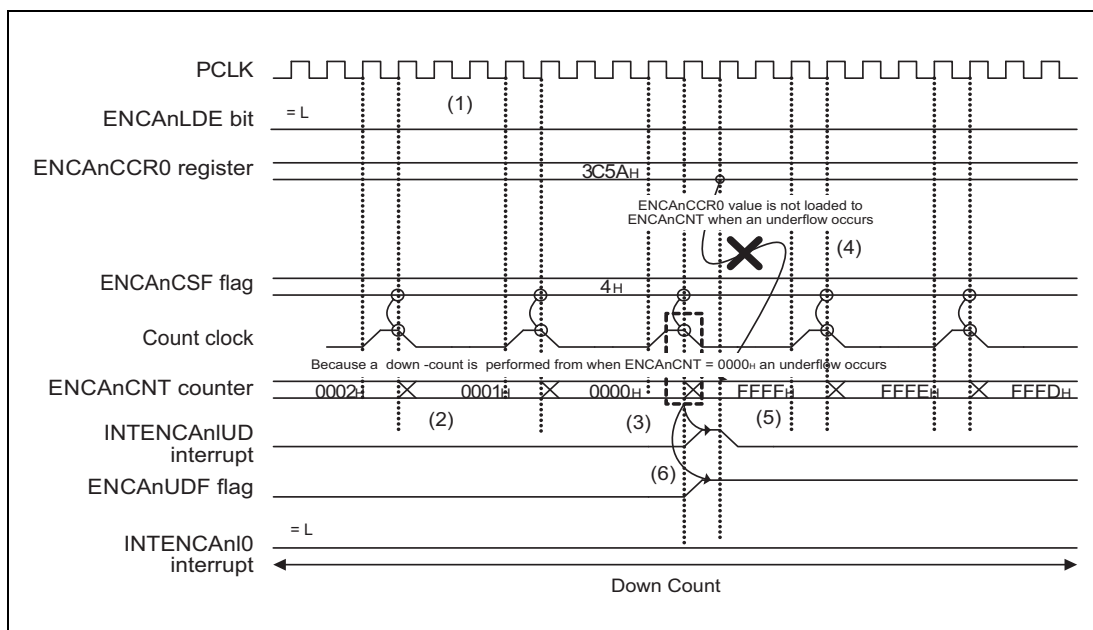 PCLK
(1)
ENCAnLDE bit
= L
ENCAnCCR0 register
3C5AH
ENCAnCCR0 value is not loaded to
ENCAnCNT when an underflow occurs
(4)
ENCAnCSF flag
4H
Count clock
Because a down -count is performed from when ENCAnCNT = 0000H an underflow occurs
ENCAnCNT counter
0002H 0001H 0000H FFFFH FFFEH FFFDH
(2) (3) (5)
INTENCAnIUD
interrupt
(6)
ENCAnUDF flag
= L
INTENCAnI0
interrupt
Down Count